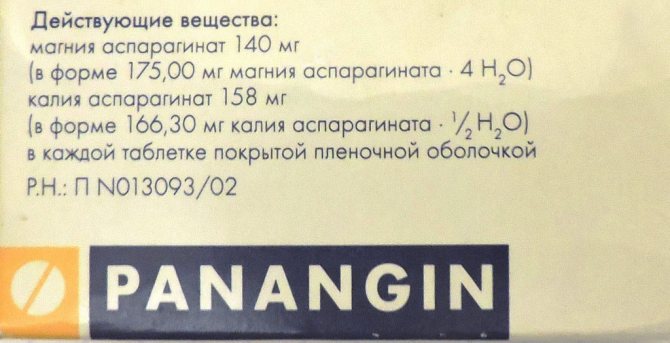 Действующие вещества:
магния аспарагинат 140 мг
(в форме 175,00 мг магния аспарагината · 4 H₂O)
калия аспарагинат 158 мг
(в форме 166,30 мг калия аспарагината · ½ H₂O)
в каждой таблетке покрытой пленочной оболочкой
Р.Н.: П N013093/02
PANANGIN